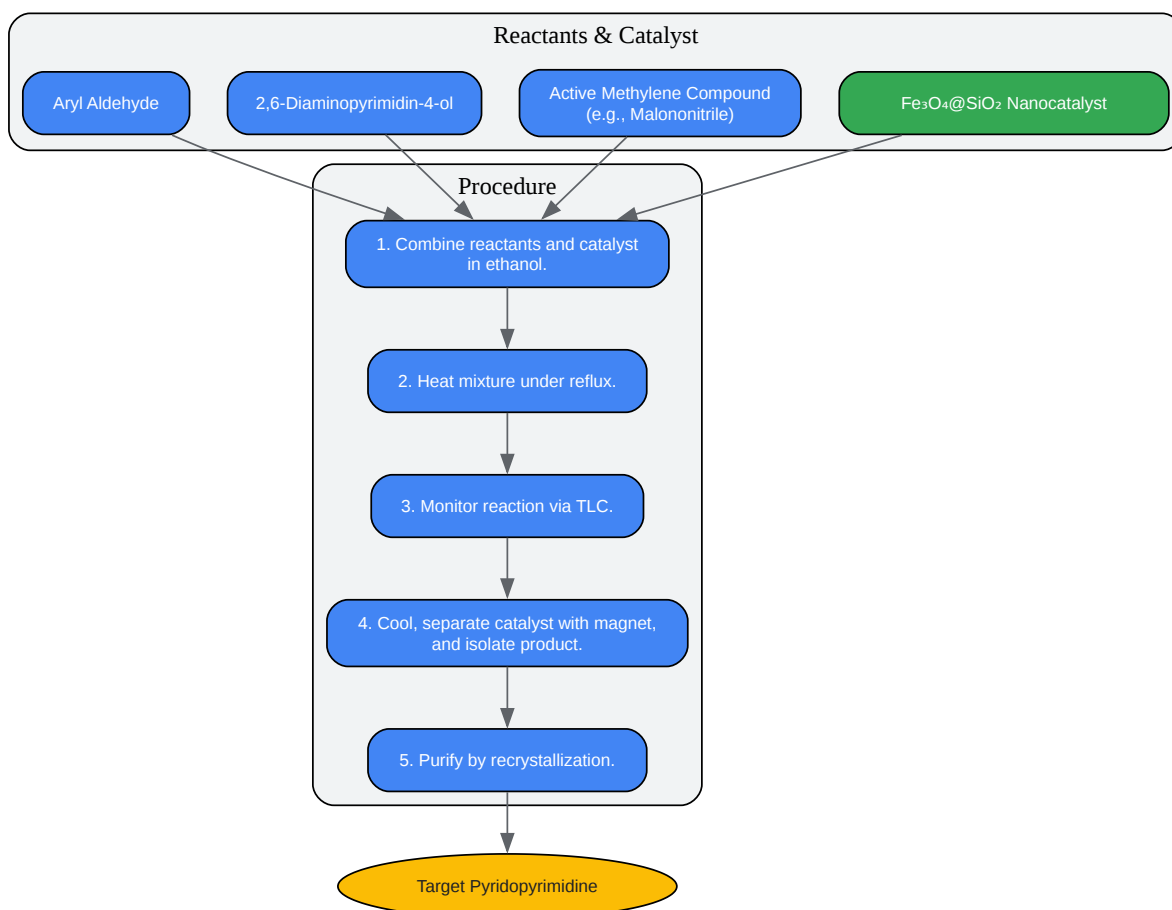 Reactants & Catalyst
Aryl Aldehyde
2,6-Diaminopyrimidin-4-ol
Active Methylene Compound
(e.g., Malononitrile)
Fe₃O₄@SiO₂ Nanocatalyst
Procedure
1. Combine reactants and catalyst
in ethanol.
2. Heat mixture under reflux.
3. Monitor reaction via TLC.
4. Cool, separate catalyst with magnet,
and isolate product.
5. Purify by recrystallization.
Target Pyridopyrimidine